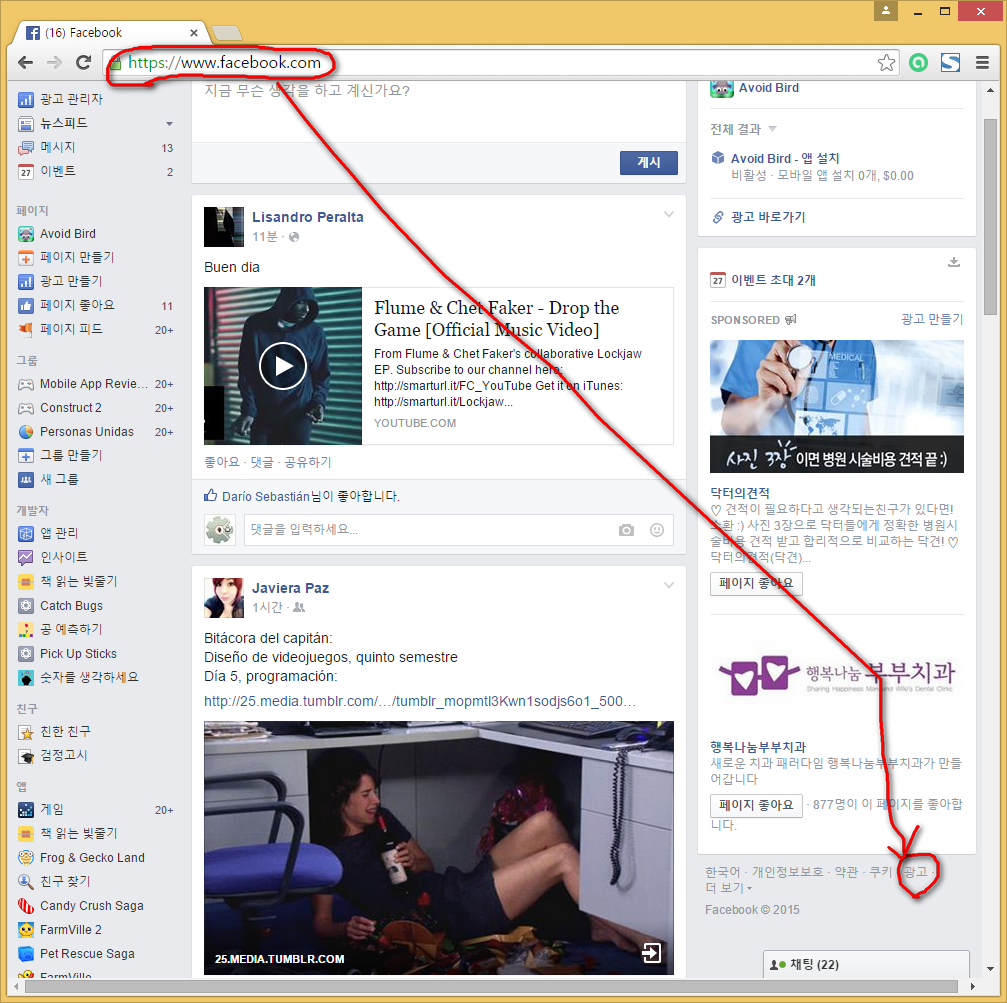 (16) Facebook
https://www.facebook.com
광고 관리자
뉴스피드
메시지 13
이벤트 2
페이지
Avoid Bird
페이지 만들기
광고 만들기
페이지 좋아요 11
페이지 피드 20+
그룹
Mobile App Revie... 20+
Construct 2 20+
Personas Unidas 20+
그룹 만들기
새 그룹
개발자
앱 관리
인사이트
책 읽는 빚줄기
Catch Bugs
공 예측하기
Pick Up Sticks
숫자를 생각하세요
친구
친한 친구
검정고시
앱
게임 20+
책 읽는 빚줄기
Frog & Gecko Land
친구 찾기
Candy Crush Saga
FarmVille 2
Pet Rescue Saga
FarmVille
지금 무슨 생각을 하고 계신가요?
게시
Lisandro Peralta
11분 ·
Buen dia
Flume & Chet Faker - Drop the
Game [Official Music Video]
From Flume & Chet Faker's collaborative Lockjaw
EP. Subscribe to our channel here:
http://smarturl.it/FC_YouTube Get it on iTunes:
http://smarturl.it/Lockjaw...
YOUTUBE.COM
좋아요 · 댓글 · 공유하기
Darío Sebastián님이 좋아합니다.
댓글을 입력하세요...
Javiera Paz
1시간 ·
Bitácora del capitán:
Diseño de videojuegos, quinto semestre
Día 5, programación:
http://25.media.tumblr.com/.../tumblr_mopmtl3Kwn1sodjs6o1_500...
25.MEDIA.TUMBLR.COM
Avoid Bird
전체 결과
Avoid Bird - 앱 설치
비활성 · 모바일 앱 설치 0개, $0.00
광고 바로가기
27 이벤트 초대 2개
SPONSORED 광고 만들기
MEDICAL
사진 3장이면 병원 시술비용 견적 끝 :)
닥터의견적
♡ 견적이 필요하다고 생각되는친구가 있다면!
소환 :) 사진 3장으로 닥터들에게 정확한 병원시
술비용 견적 받고 합리적으로 비교하는 닥견! ♡
닥터의견적(닥견)...
페이지 좋아요
행복나눔 부부치과
Sharing Happiness Man and Wife's Dental Clinic
행복나눔부부치과
새로운 치과 패러다임 행복나눔부부치과가 만들
어갑니다
페이지 좋아요 · 877명이 이 페이지를 좋아합
니다.
한국어 · 개인정보보호 · 약관 · 쿠키 · 광고 ·
더 보기
Facebook © 2015
채팅 (22)